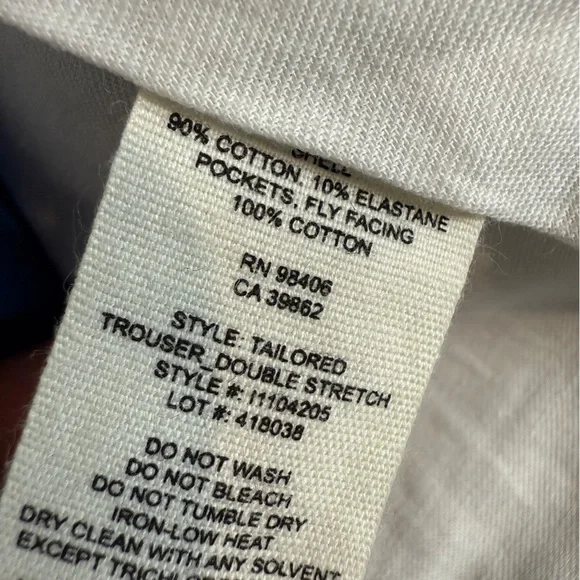 SHELL
90% COTTON, 10% ELASTANE
POCKETS, FLY FACING
100% COTTON
RN 98406
CA 39862
STYLE: TAILORED
TROUSER_DOUBLE STRETCH
STYLE #: I1104205
LOT #: 418038
DO NOT WASH
DO NOT BLEACH
DO NOT TUMBLE DRY
IRON-LOW HEAT
DRY CLEAN WITH ANY SOLVENT
EXCEPT